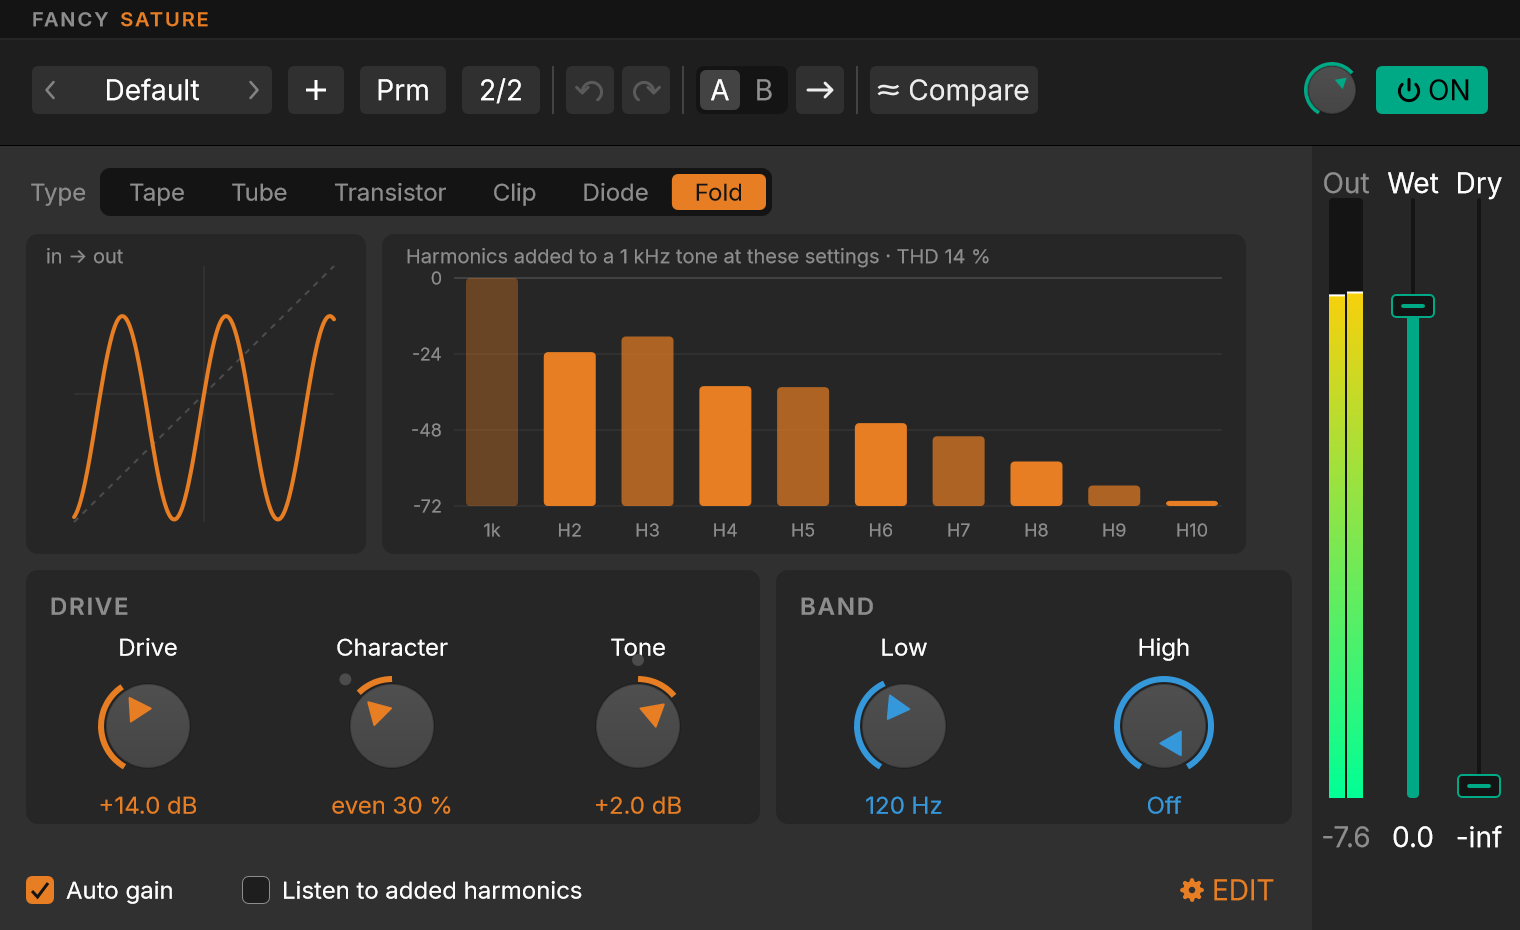 FANCY SATURE
Default + Prm 2/2 A B → ≈ Compare ON
Type Tape Tube Transistor Clip Diode Fold
Out Wet Dry
in → out
Harmonics added to a 1 kHz tone at these settings · THD 14 %
0
-24
-48
-72
1k H2 H3 H4 H5 H6 H7 H8 H9 H10
DRIVE
Drive Character Tone
+14.0 dB even 30 % +2.0 dB
BAND
Low High
120 Hz Off
-7.6 0.0 -inf
Auto gain Listen to added harmonics EDIT